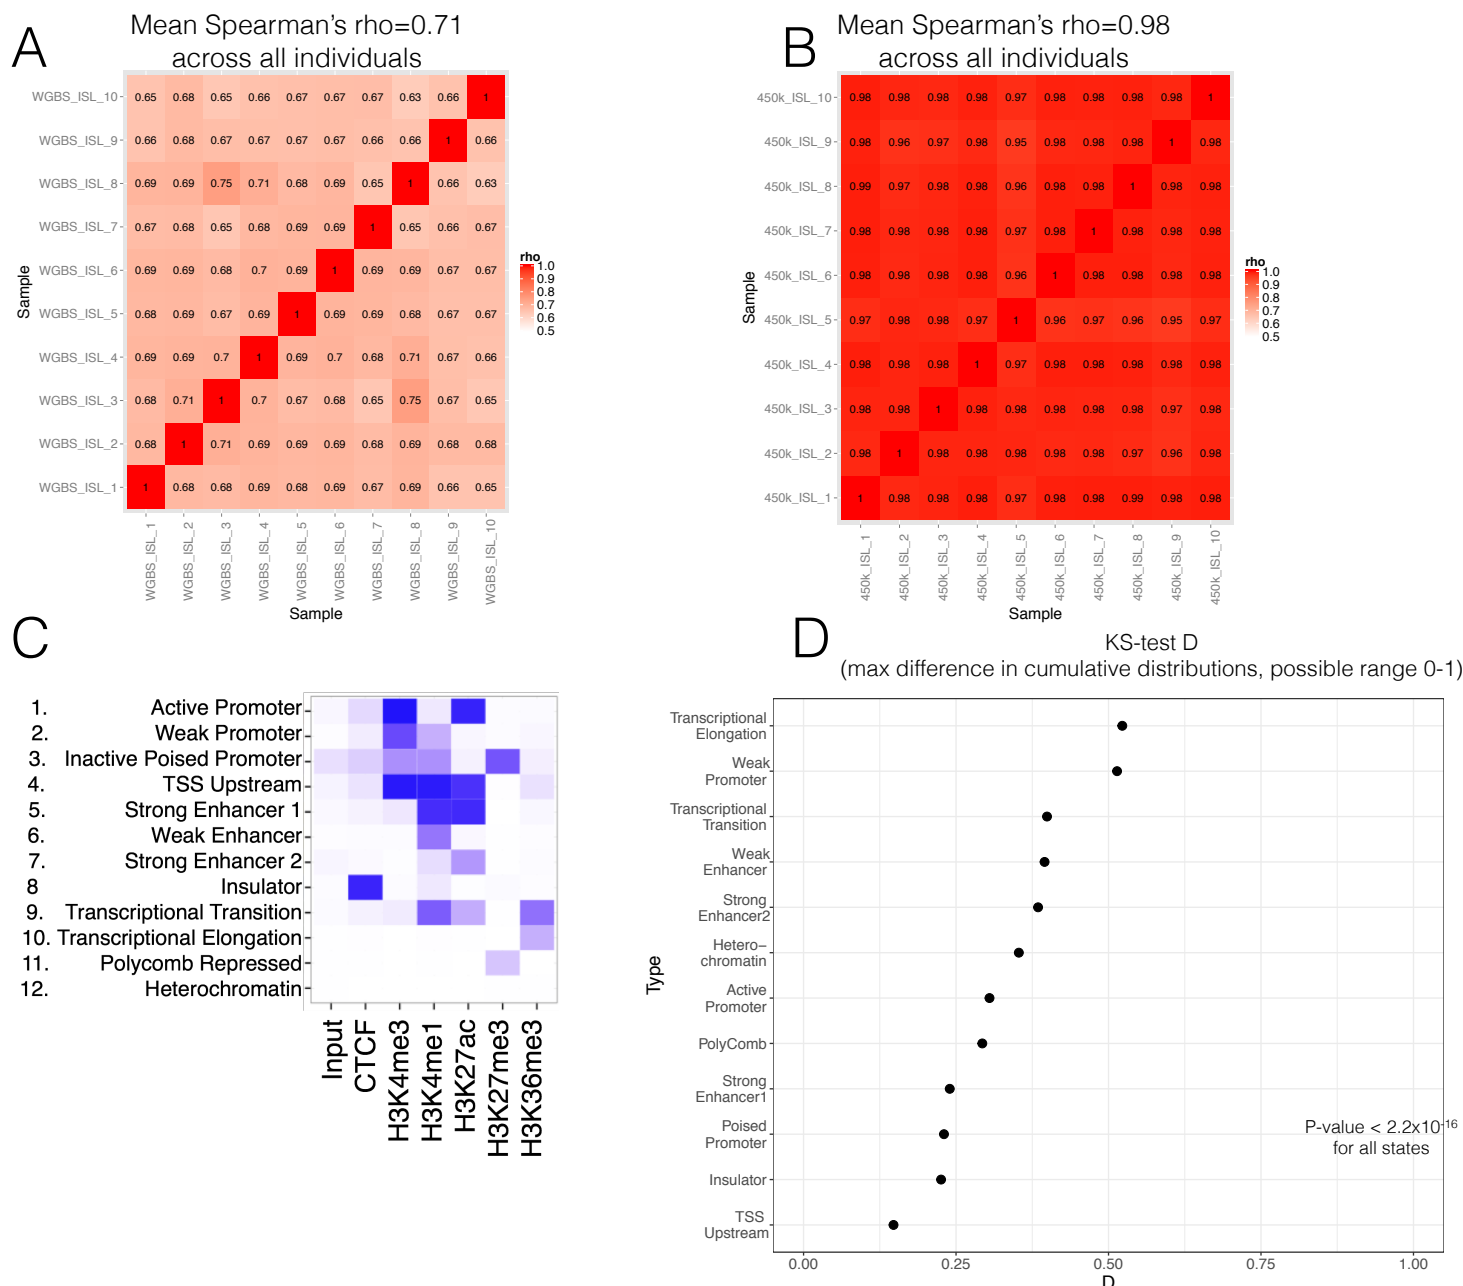 A
Mean Spearman's rho=0.71
across all individuals
WGBS_ISL_10 0.65 0.68 0.65 0.66 0.67 0.67 0.67 0.63 0.66 1
WGBS_ISL_9 0.66 0.68 0.67 0.67 0.67 0.67 0.66 0.66 1 0.66
WGBS_ISL_8 0.69 0.69 0.75 0.71 0.68 0.69 0.65 1 0.66 0.63
WGBS_ISL_7 0.67 0.68 0.65 0.68 0.69 0.69 1 0.65 0.66 0.67
WGBS_ISL_6 0.69 0.69 0.68 0.7 0.69 1 0.69 0.69 0.67 0.67
WGBS_ISL_5 0.68 0.69 0.67 0.69 1 0.69 0.69 0.68 0.67 0.67
WGBS_ISL_4 0.69 0.69 0.7 1 0.69 0.7 0.68 0.71 0.67 0.66
WGBS_ISL_3 0.68 0.71 1 0.7 0.67 0.68 0.65 0.75 0.67 0.65
WGBS_ISL_2 0.68 1 0.71 0.69 0.69 0.69 0.68 0.69 0.68 0.68
WGBS_ISL_1 1 0.68 0.68 0.69 0.68 0.69 0.67 0.69 0.66 0.65
Sample
WGBS_ISL_1 WGBS_ISL_2 WGBS_ISL_3 WGBS_ISL_4 WGBS_ISL_5 WGBS_ISL_6 WGBS_ISL_7 WGBS_ISL_8 WGBS_ISL_9 WGBS_ISL_10
Sample
rho
1.0
0.9
0.8
0.7
0.6
0.5
B
Mean Spearman's rho=0.98
across all individuals
450k_ISL_10 0.98 0.98 0.98 0.98 0.97 0.98 0.98 0.98 0.98 1
450k_ISL_9 0.98 0.96 0.97 0.98 0.95 0.98 0.98 0.98 1 0.98
450k_ISL_8 0.99 0.97 0.98 0.98 0.96 0.98 0.98 1 0.98 0.98
450k_ISL_7 0.98 0.98 0.98 0.98 0.97 0.98 1 0.98 0.98 0.98
450k_ISL_6 0.98 0.98 0.98 0.98 0.96 1 0.98 0.98 0.98 0.98
450k_ISL_5 0.97 0.98 0.98 0.97 1 0.96 0.97 0.96 0.95 0.97
450k_ISL_4 0.98 0.98 0.98 1 0.97 0.98 0.98 0.98 0.98 0.98
450k_ISL_3 0.98 0.98 1 0.98 0.98 0.98 0.98 0.98 0.97 0.98
450k_ISL_2 0.98 1 0.98 0.98 0.98 0.98 0.98 0.97 0.96 0.98
450k_ISL_1 1 0.98 0.98 0.98 0.97 0.98 0.98 0.99 0.98 0.98
Sample
450k_ISL_1 450k_ISL_2 450k_ISL_3 450k_ISL_4 450k_ISL_5 450k_ISL_6 450k_ISL_7 450k_ISL_8 450k_ISL_9 450k_ISL_10
Sample
rho
1.0
0.9
0.8
0.7
0.6
0.5
C
1. Active Promoter
2. Weak Promoter
3. Inactive Poised Promoter
4. TSS Upstream
5. Strong Enhancer 1
6. Weak Enhancer
7. Strong Enhancer 2
8 Insulator
9. Transcriptional Transition
10. Transcriptional Elongation
11. Polycomb Repressed
12. Heterochromatin
Input CTCF H3K4me3 H3K4me1 H3K27ac H3K27me3 H3K36me3
D
KS-test D
(max difference in cumulative distributions, possible range 0-1)
Transcriptional
Elongation
Weak
Promoter
Transcriptional
Transition
Weak
Enhancer
Strong
Enhancer2
Hetero–
chromatin
Active
Promoter
PolyComb
Strong
Enhancer1
Poised
Promoter
Insulator
TSS
Upstream
Type
P-value < 2.2x10-16
for all states
0.00 0.25 0.50 0.75 1.00
D